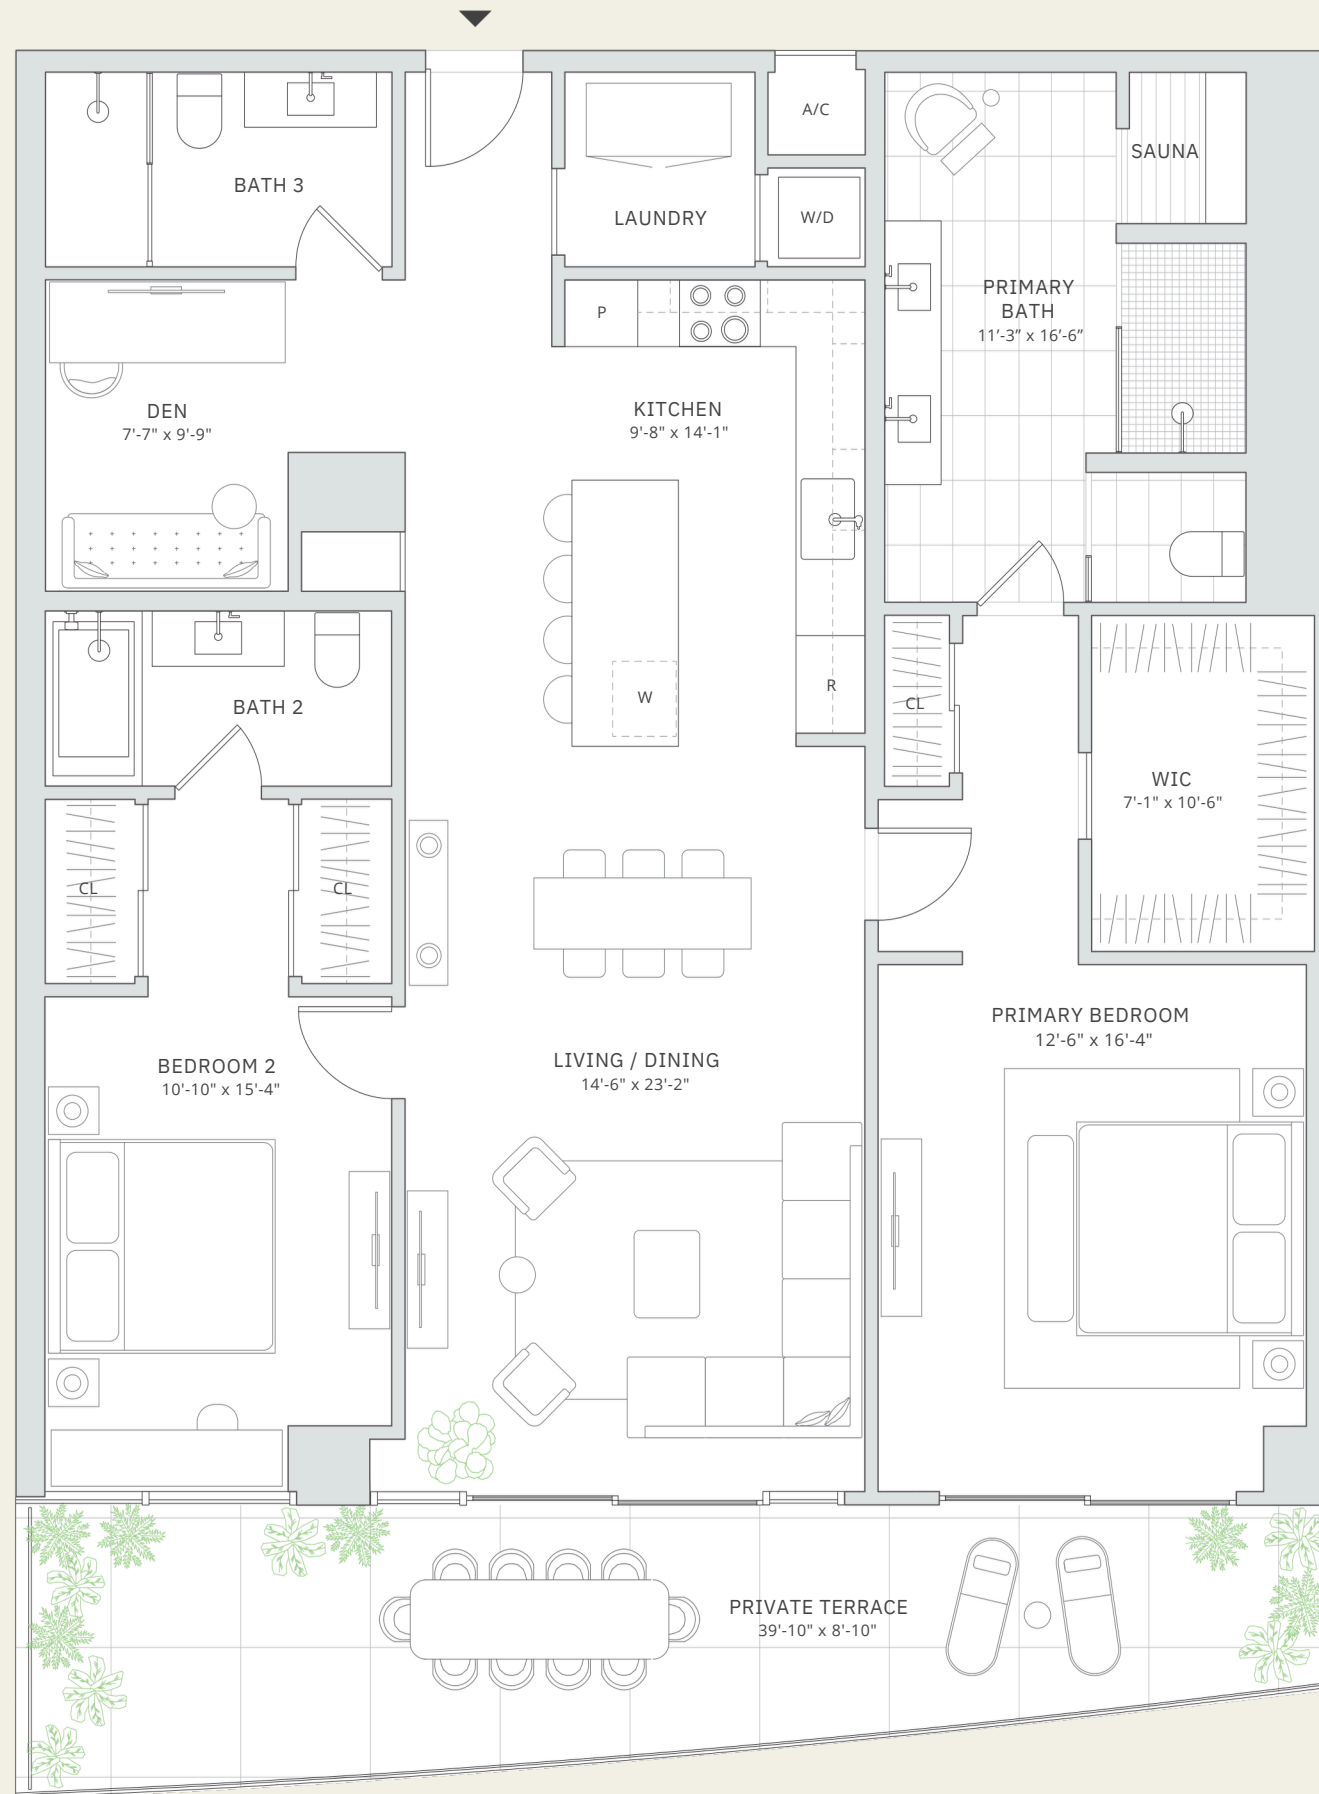 A/C
SAUNA
BATH 3
LAUNDRY
W/D
PRIMARY
BATH
11’-3” x 16’-6”
P
DEN
7'-7" x 9'-9"
KITCHEN
9'-8" x 14'-1"
W
R
CL
BATH 2
WIC
7'-1" x 10'-6"
CL
CL
PRIMARY BEDROOM
12'-6" x 16'-4"
BEDROOM 2
10'-10" x 15'-4"
LIVING / DINING
14'-6" x 23'-2"
PRIVATE TERRACE
39'-10" x 8'-10"